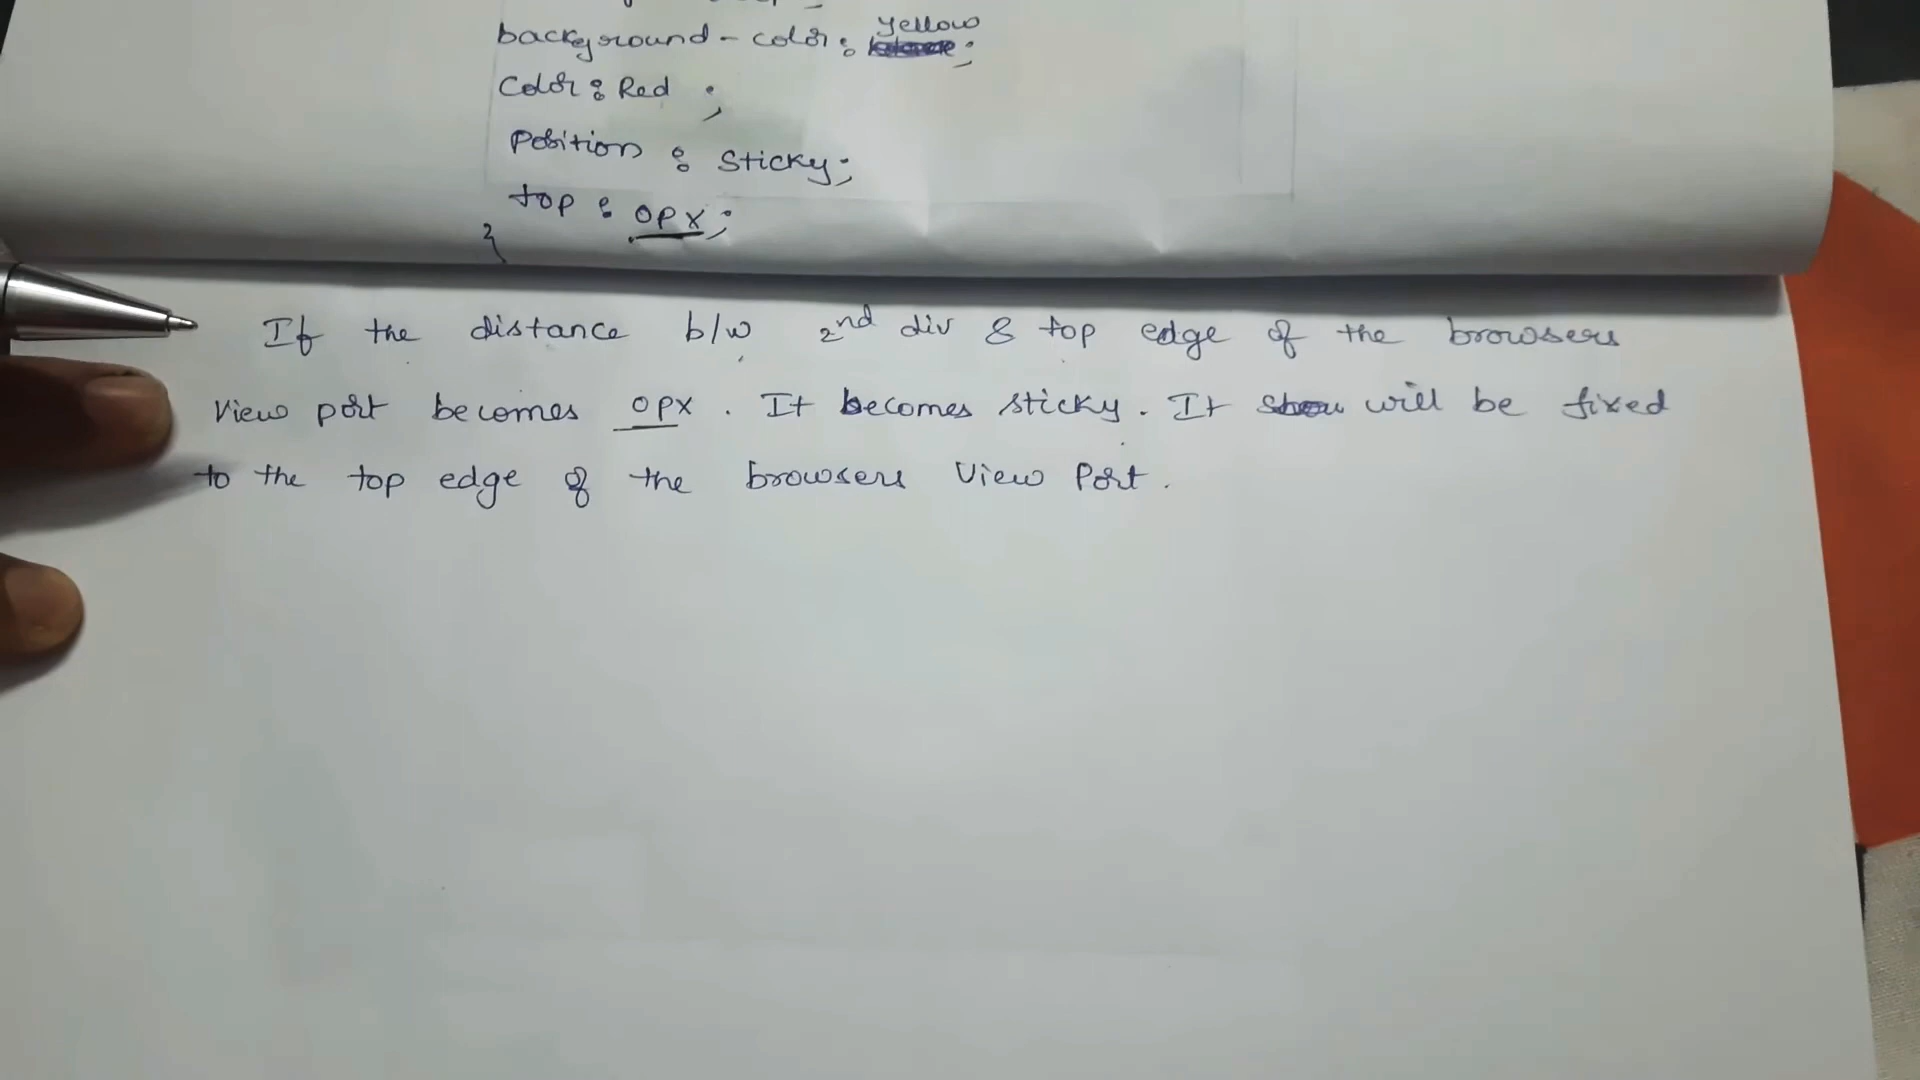 background-color: yellow;
Color: Red ;
Position : Sticky;
top : 0px;
}
If the distance b/w 2nd div & top edge of the browsers
View port becomes 0px. It becomes sticky. It will be fixed
to the top edge of the browsers View Port.